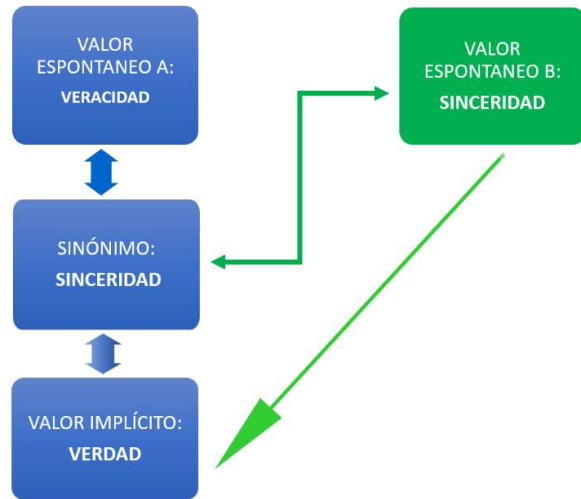 VALOR
ESPONTANEO A:
VERACIDAD
VALOR
ESPONTANEO B:
SINCERIDAD
SINÓNIMO:
SINCERIDAD
VALOR IMPLÍCITO:
VERDAD